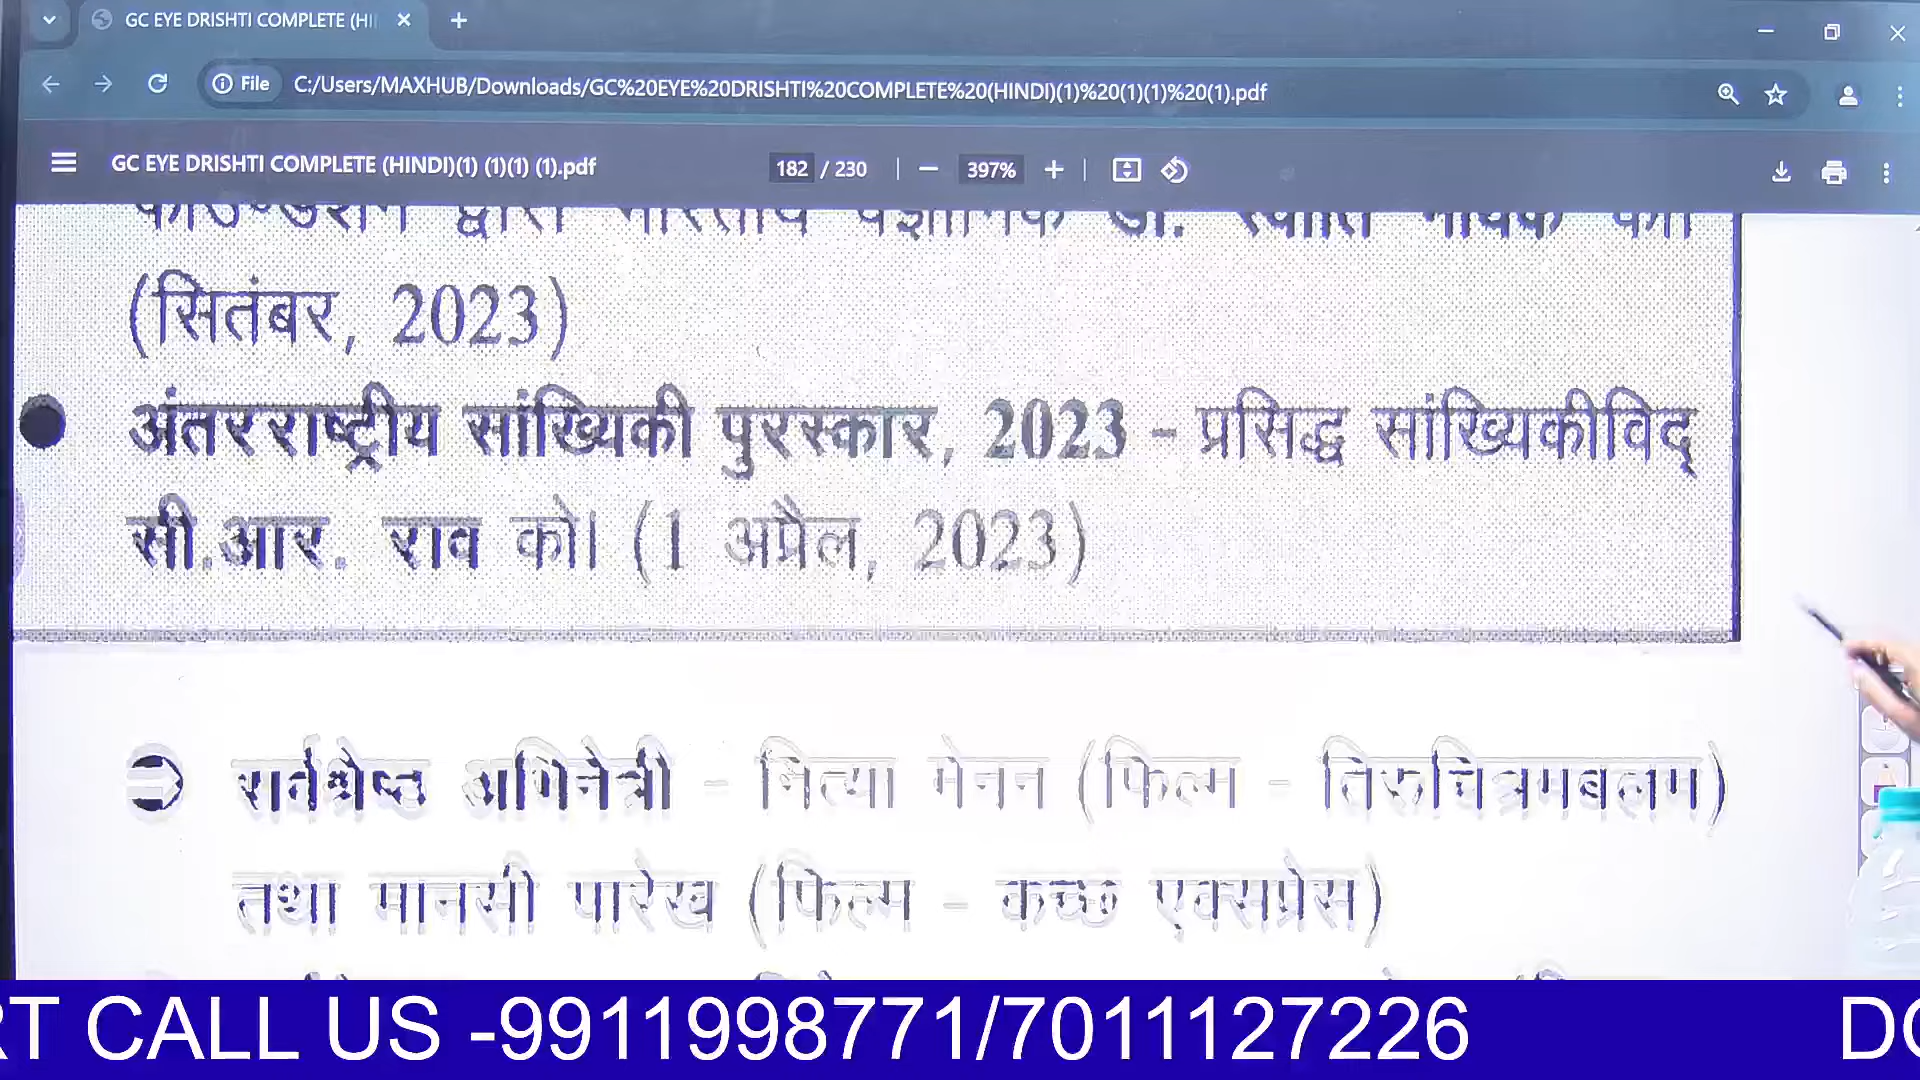 GC EYE DRISHTI COMPLETE (HI
File C:/Users/MAXHUB/Downloads/GC%20EYE%20DRISHTI%20COMPLETE%20(HINDI)(1)%20(1)(1)%20(1).pdf
GC EYE DRISHTI COMPLETE (HINDI)(1) (1)(1) (1).pdf 182 / 230 397%
द्वारा भारतीय डॉ.
(सितंबर, 2023)
अंतरराष्ट्रीय सांख्यिकी पुरस्कार, 2023 - प्रसिद्ध सांख्यिकीविद्
सी.आर. राव को। (1 अप्रैल, 2023)
सर्वश्रेष्ठ अभिनेत्री - नित्या मेनन (फिल्म - तिरुचित्रमबलम)
तथा मानसी पारेख (फिल्म - कच्छ एक्सप्रेस)
RT CALL US -9911998771/7011127226 DO